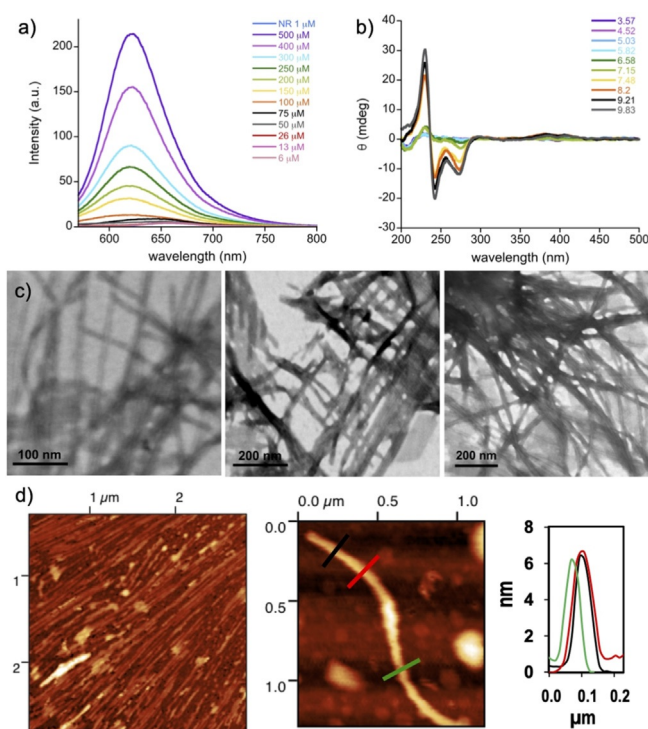 a)
200
150
100
50
0
Intensity (a.u.)
600 650 700 750 800
wavelength (nm)
NR 1 μM
500 μM
400 μM
300 μM
250 μM
200 μM
150 μM
100 μM
75 μM
50 μM
26 μM
13 μM
6 μM
b)
40
30
20
10
0
-10
-20
-30
θ (mdeg)
200 250 300 350 400 450 500
wavelength (nm)
3.57
4.52
5.03
5.82
6.58
7.15
7.48
8.2
9.21
9.83
c)
100 nm
200 nm
200 nm
d)
1 μm 2
1
2
0.0 μm 0.5 1.0
0.0
0.5
1.0
8
6
4
2
0
nm
0.0 0.1 0.2
μm